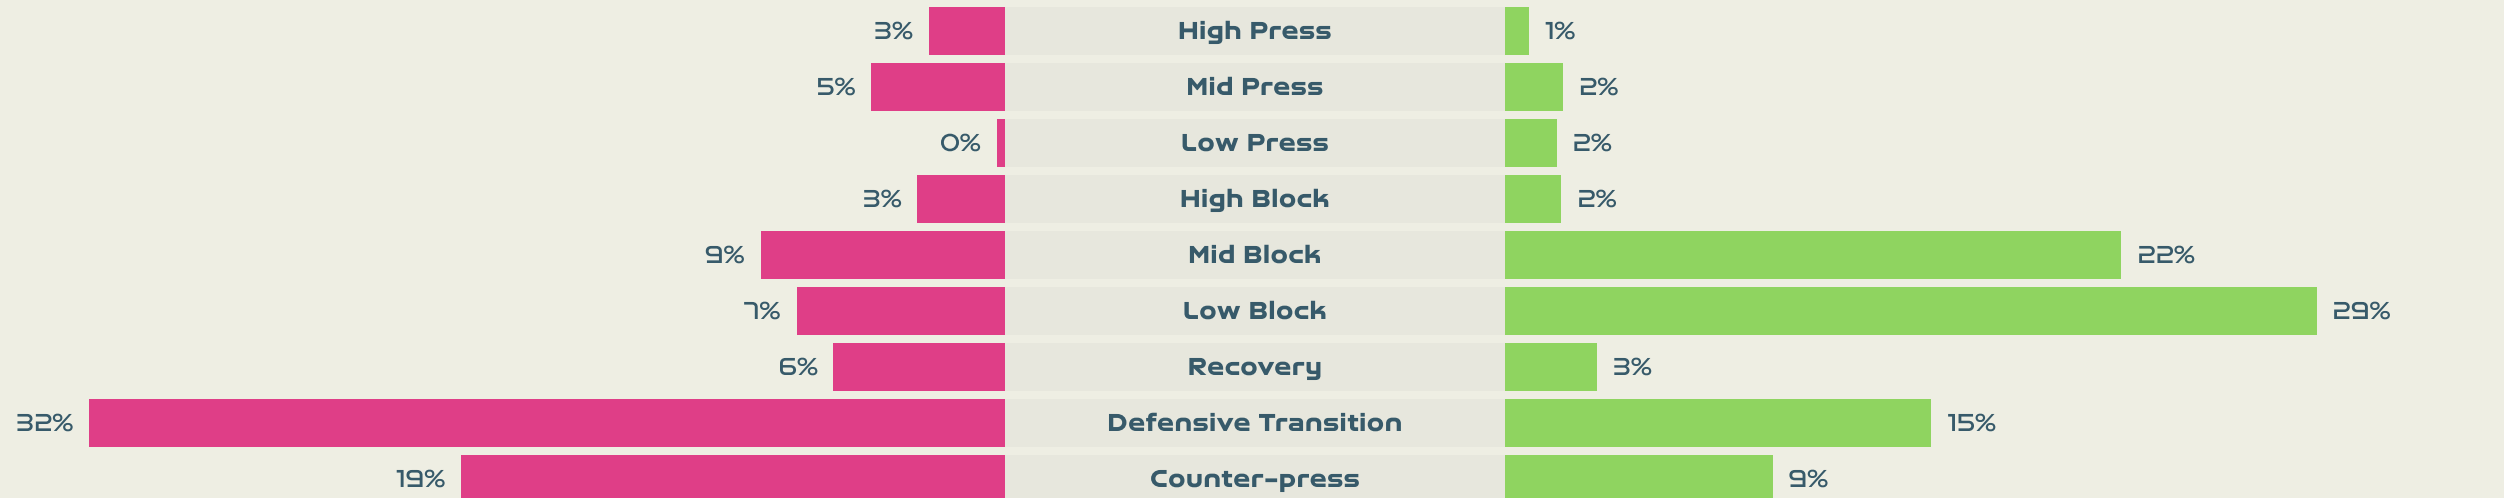 3% High Press 1%
5% Mid Press 2%
0% Low Press 2%
3% High Block 2%
9% Mid Block 22%
7% Low Block 29%
6% Recovery 3%
32% Defensive Transition 15%
19% Counter-press 9%